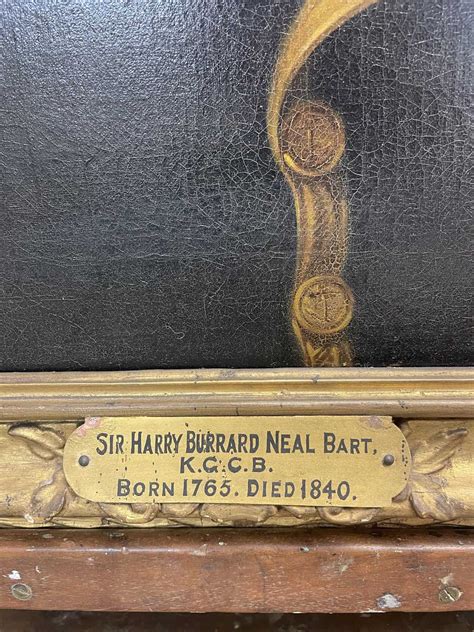 SIR HARRY BURRARD NEAL BART,
K.G.C.B.
BORN 1765. DIED 1840.